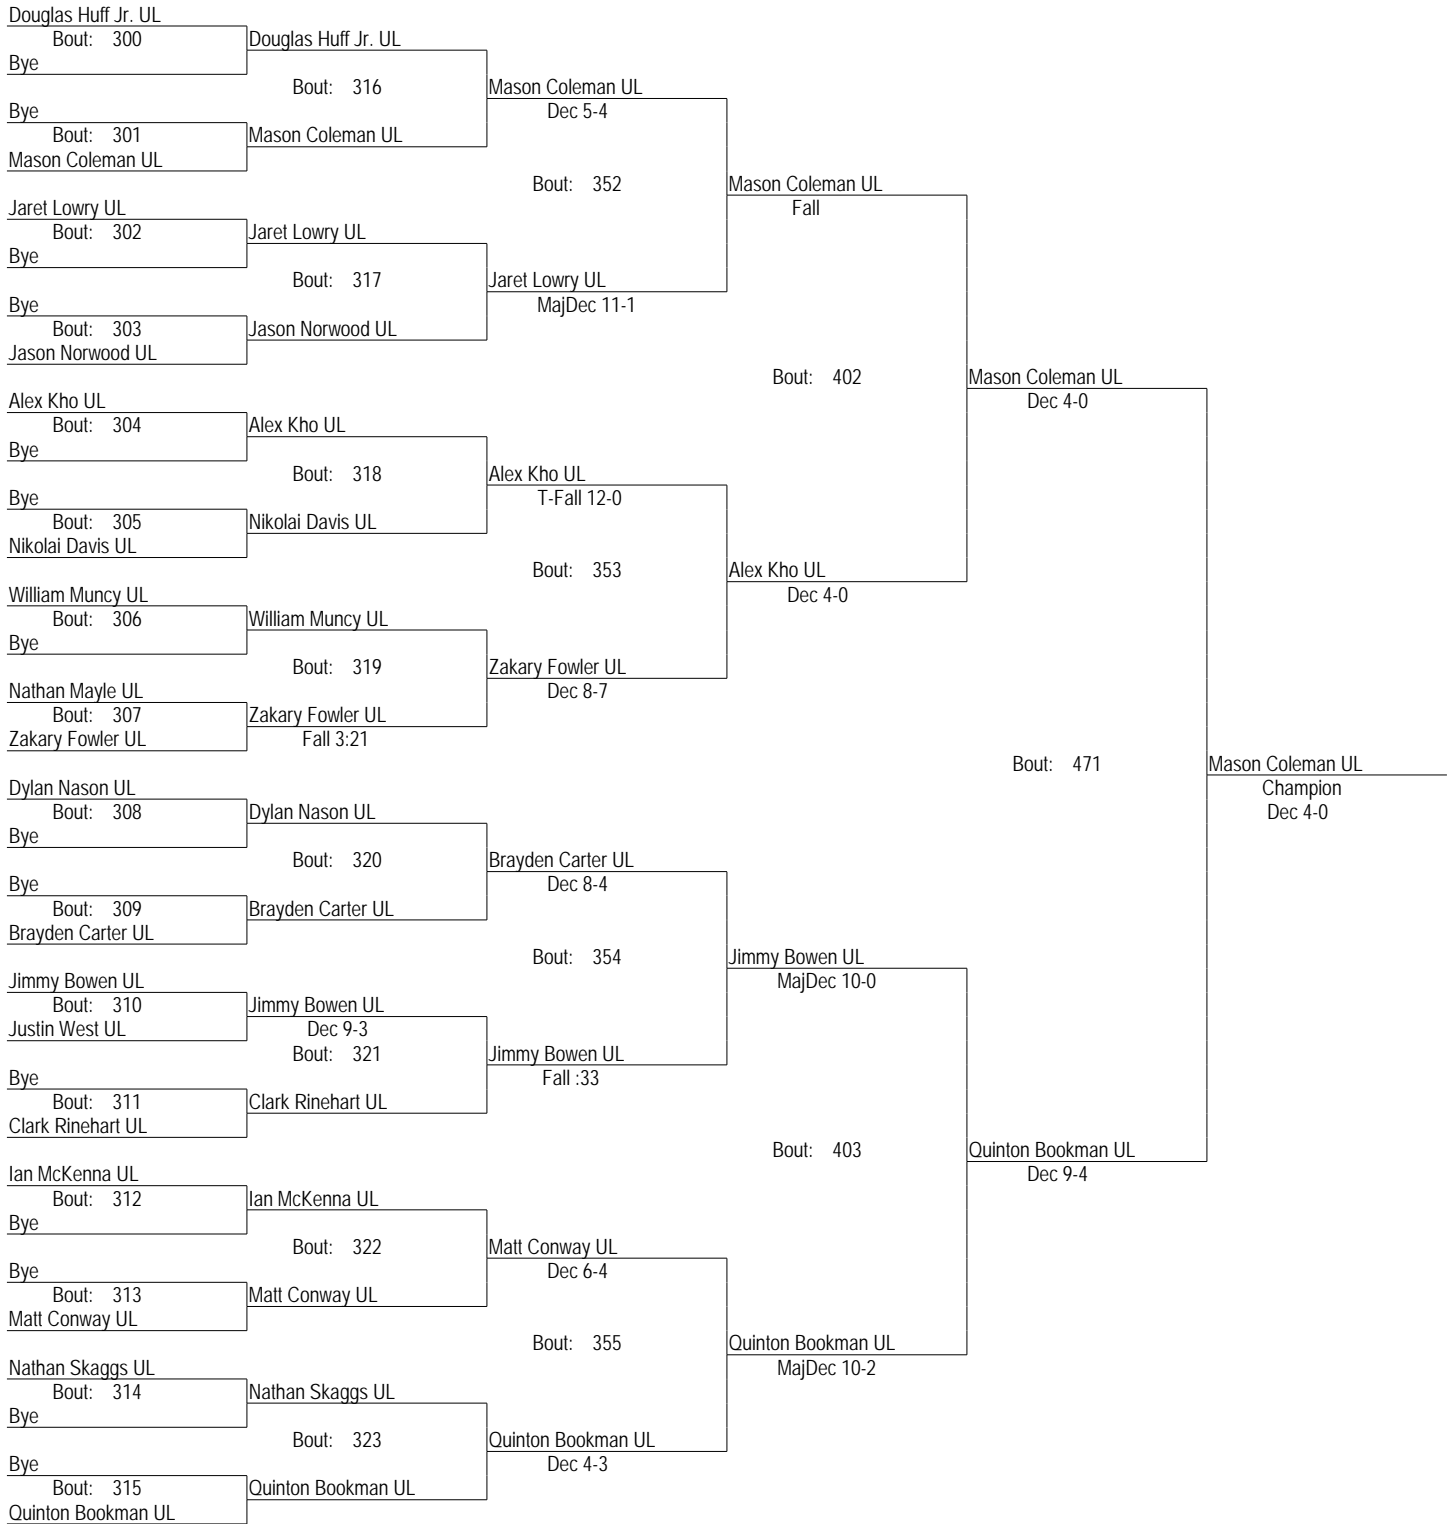 Douglas Huff Jr. UL
Bout: 300
Douglas Huff Jr. UL
Bye
Bout: 316
Mason Coleman UL
Dec 5-4
Bye
Bout: 301
Mason Coleman UL
Mason Coleman UL
Bout: 352
Mason Coleman UL
Fall
Jaret Lowry UL
Bout: 302
Jaret Lowry UL
Bye
Bout: 317
Jaret Lowry UL
MajDec 11-1
Bye
Bout: 303
Jason Norwood UL
Jason Norwood UL
Bout: 402
Mason Coleman UL
Dec 4-0
Alex Kho UL
Bout: 304
Alex Kho UL
Bye
Bout: 318
Alex Kho UL
T-Fall 12-0
Bye
Bout: 305
Nikolai Davis UL
Nikolai Davis UL
Bout: 353
Alex Kho UL
Dec 4-0
William Muncy UL
Bout: 306
William Muncy UL
Bye
Bout: 319
Zakary Fowler UL
Dec 8-7
Nathan Mayle UL
Bout: 307
Zakary Fowler UL
Zakary Fowler UL
Fall 3:21
Bout: 471
Mason Coleman UL
Champion
Dec 4-0
Dylan Nason UL
Bout: 308
Dylan Nason UL
Bye
Bout: 320
Brayden Carter UL
Dec 8-4
Bye
Bout: 309
Brayden Carter UL
Brayden Carter UL
Bout: 354
Jimmy Bowen UL
MajDec 10-0
Jimmy Bowen UL
Bout: 310
Jimmy Bowen UL
Justin West UL
Dec 9-3
Bout: 321
Jimmy Bowen UL
Fall :33
Bye
Bout: 311
Clark Rinehart UL
Clark Rinehart UL
Bout: 403
Quinton Bookman UL
Dec 9-4
Ian McKenna UL
Bout: 312
Ian McKenna UL
Bye
Bout: 322
Matt Conway UL
Dec 6-4
Bye
Bout: 313
Matt Conway UL
Matt Conway UL
Bout: 355
Quinton Bookman UL
MajDec 10-2
Nathan Skaggs UL
Bout: 314
Nathan Skaggs UL
Bye
Bout: 323
Quinton Bookman UL
Dec 4-3
Bye
Bout: 315
Quinton Bookman UL
Quinton Bookman UL